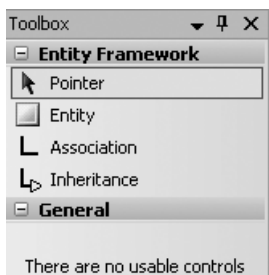 Toolbox
Entity Framework
Pointer
Entity
Association
Inheritance
General
There are no usable controls